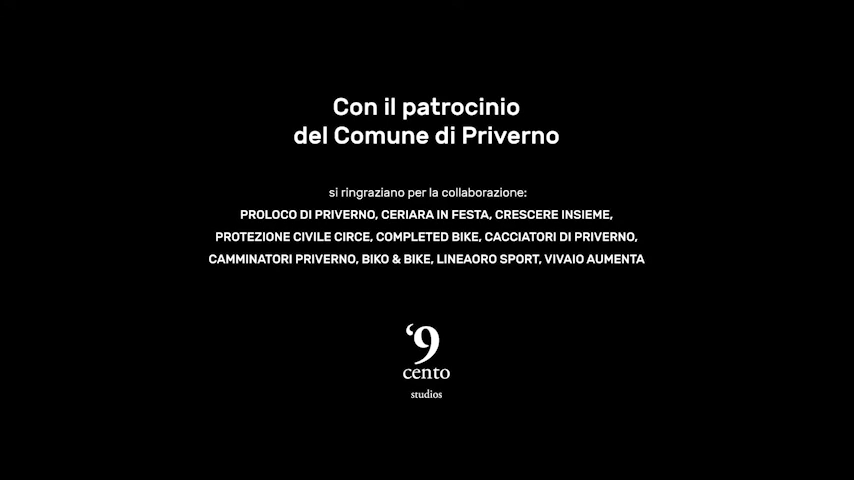 Con il patrocinio
del Comune di Priverno
si ringraziano per la collaborazione:
PROLOCO DI PRIVERNO, CERIARA IN FESTA, CRESCERE INSIEME,
PROTEZIONE CIVILE CIRCE, COMPLETED BIKE, CACCIATORI DI PRIVERNO,
CAMMINATORI PRIVERNO, BIKO & BIKE, LINEAORO SPORT, VIVAIO AUMENTA
‘9
cento
studios